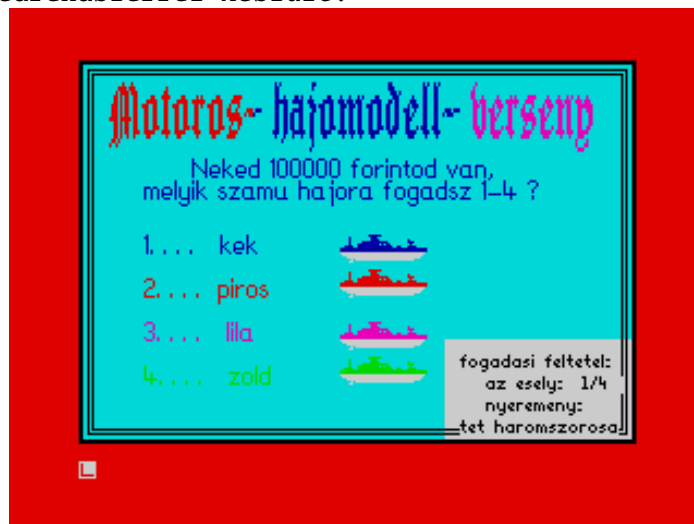 Motoros- hajomodell- verseny
Neked 100000 forintod van,
melyik szamu hajora fogadsz 1-4 ?
1.... kek
2.... piros
3.... lila
4.... zold
fogadasi feltetel:
az esely: 1/4
nyeremeny:
tet haromszorosa
L